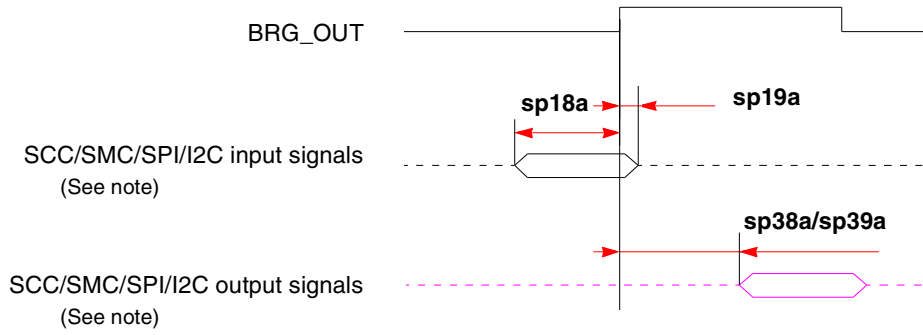 BRG_OUT
sp18a
sp19a
SCC/SMC/SPI/I2C input signals
(See note)
sp38a/sp39a
SCC/SMC/SPI/I2C output signals
(See note)